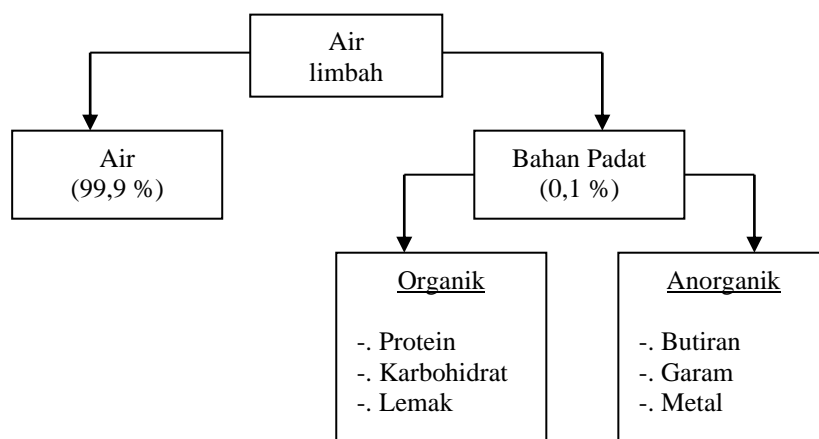 Air
limbah
Air
(99,9 %)
Bahan Padat
(0,1 %)
Organik
-. Protein
-. Karbohidrat
-. Lemak
Anorganik
-. Butiran
-. Garam
-. Metal